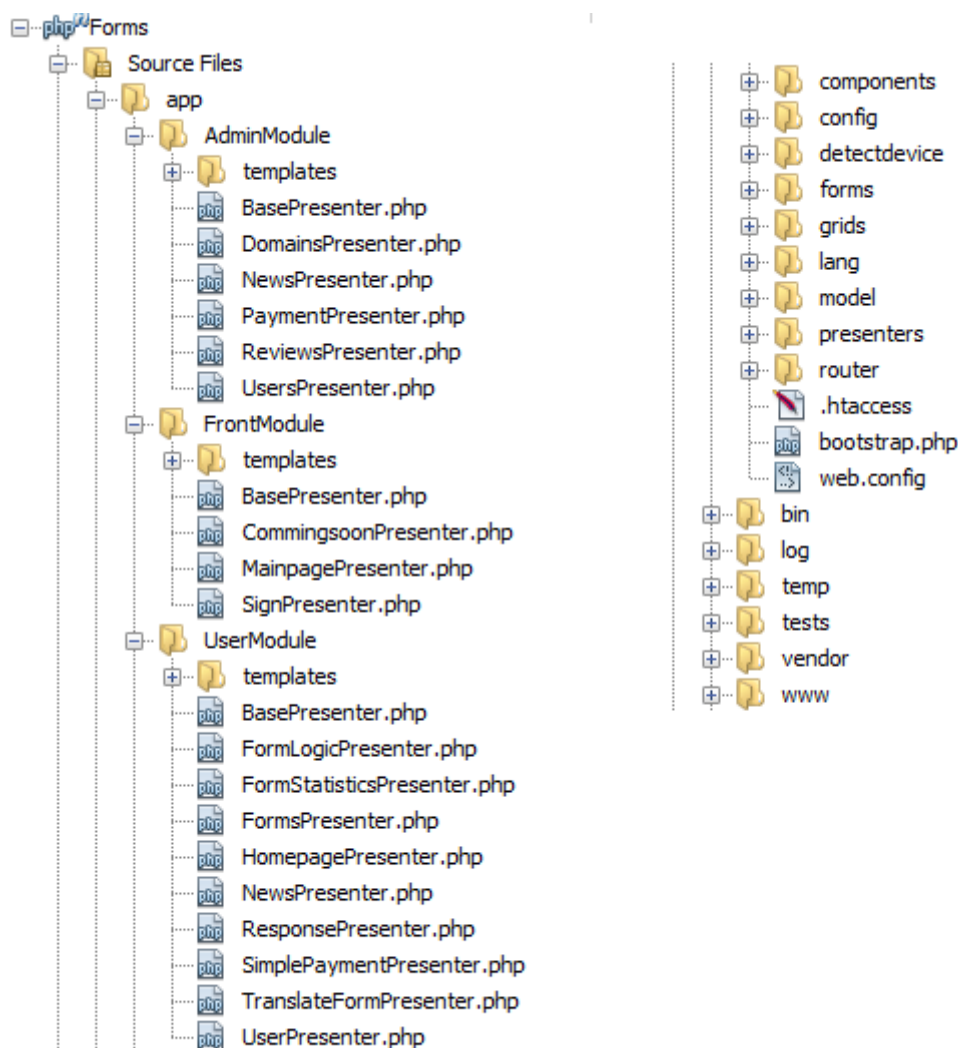 php Forms
Source Files
app
AdminModule
templates
BasePresenter.php
DomainsPresenter.php
NewsPresenter.php
PaymentPresenter.php
ReviewsPresenter.php
UsersPresenter.php
FrontModule
templates
BasePresenter.php
CommingsoonPresenter.php
MainpagePresenter.php
SignPresenter.php
UserModule
templates
BasePresenter.php
FormLogicPresenter.php
FormStatisticsPresenter.php
FormsPresenter.php
HomepagePresenter.php
NewsPresenter.php
ResponsePresenter.php
SimplePaymentPresenter.php
TranslateFormPresenter.php
UserPresenter.php
components
config
detectdevice
forms
grids
lang
model
presenters
router
.htaccess
bootstrap.php
web.config
bin
log
temp
tests
vendor
www